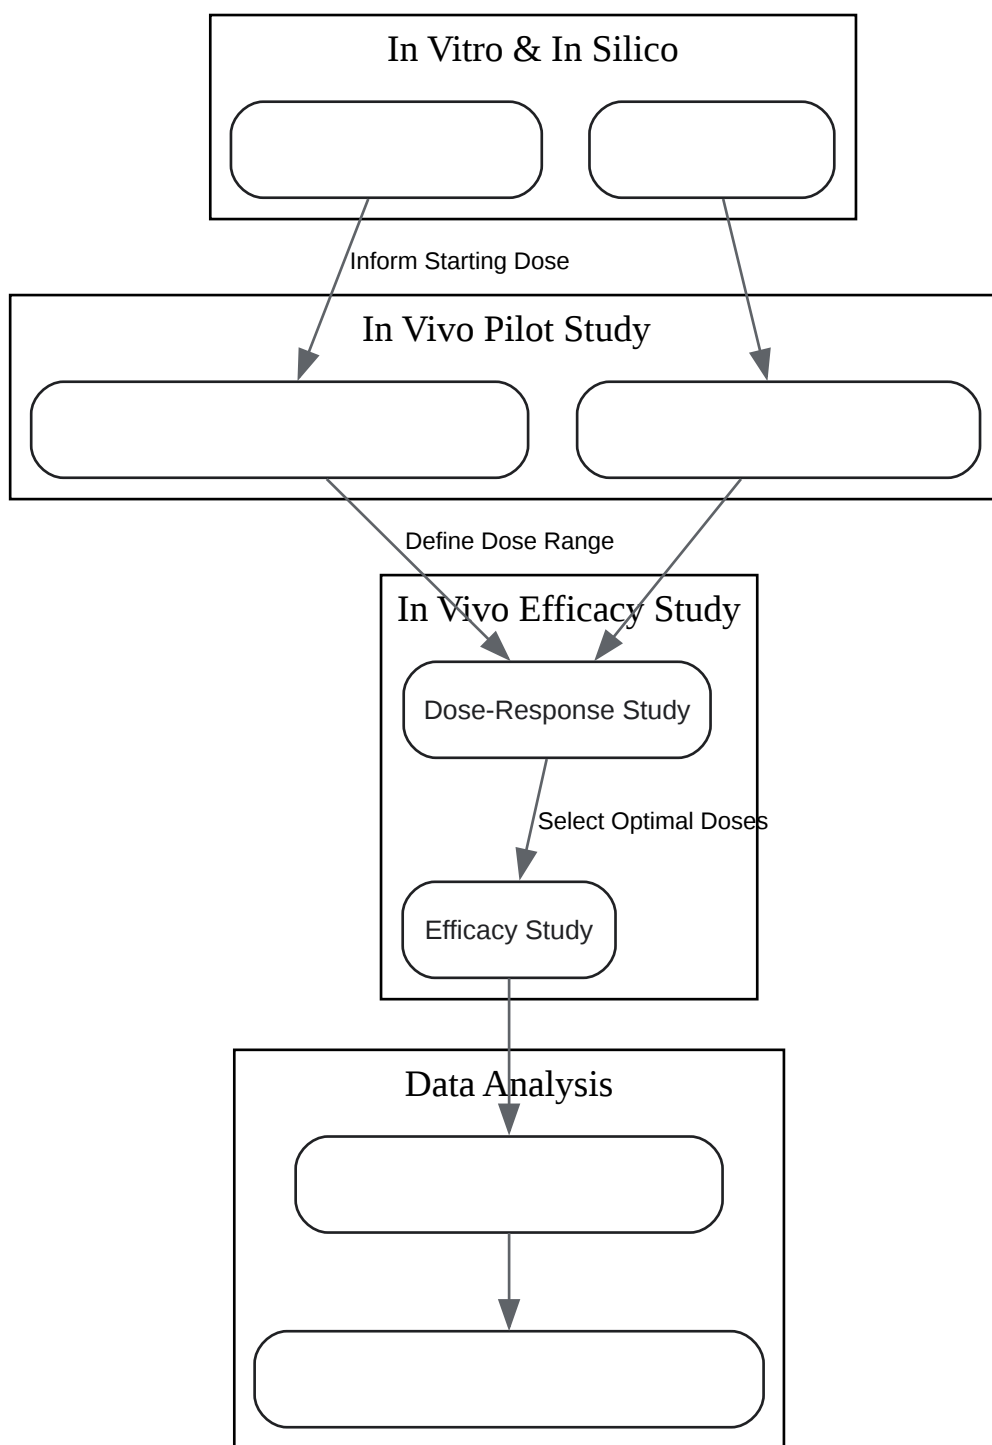 In Vitro & In Silico
Inform Starting Dose
In Vivo Pilot Study
Define Dose Range
In Vivo Efficacy Study
Dose-Response Study
Select Optimal Doses
Efficacy Study
Data Analysis